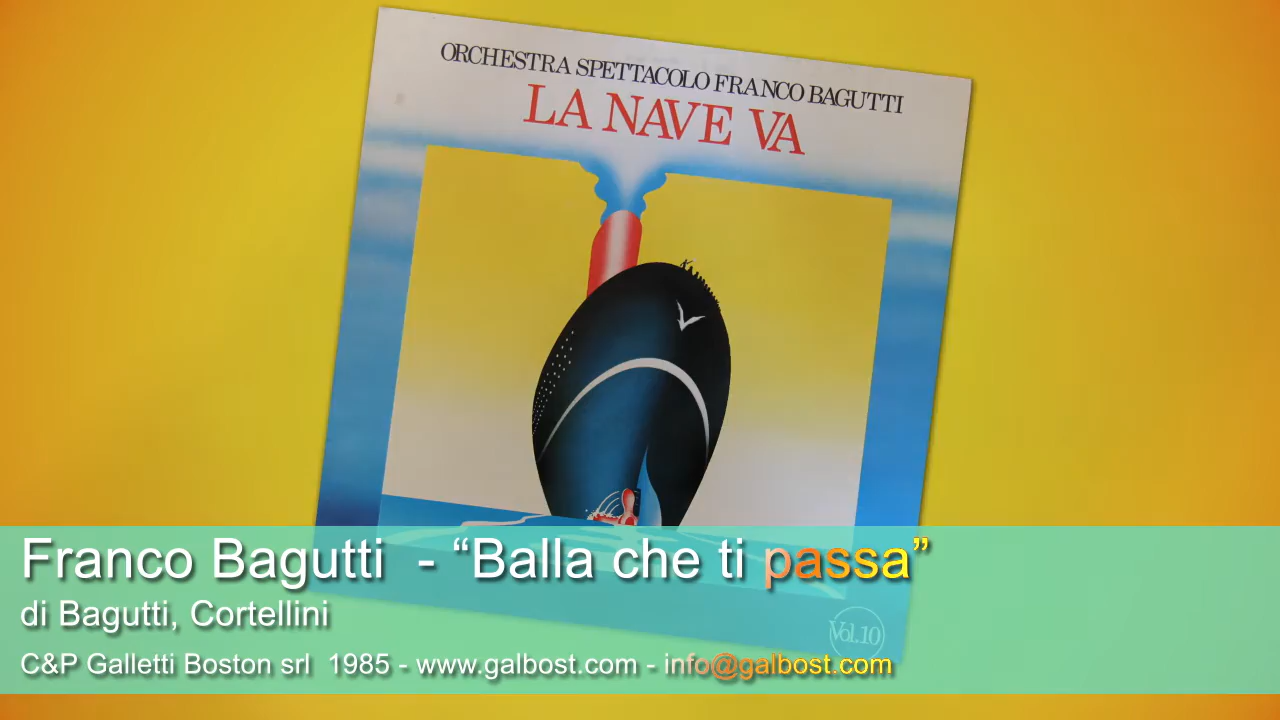 ORCHESTRA SPETTACOLO FRANCO BAGUTTI
LA NAVE VA
Franco Bagutti - “Balla che ti passa”
di Bagutti, Cortellini
Vol.10
C&P Galletti Boston srl 1985 - www.galbost.com - info@galbost.com